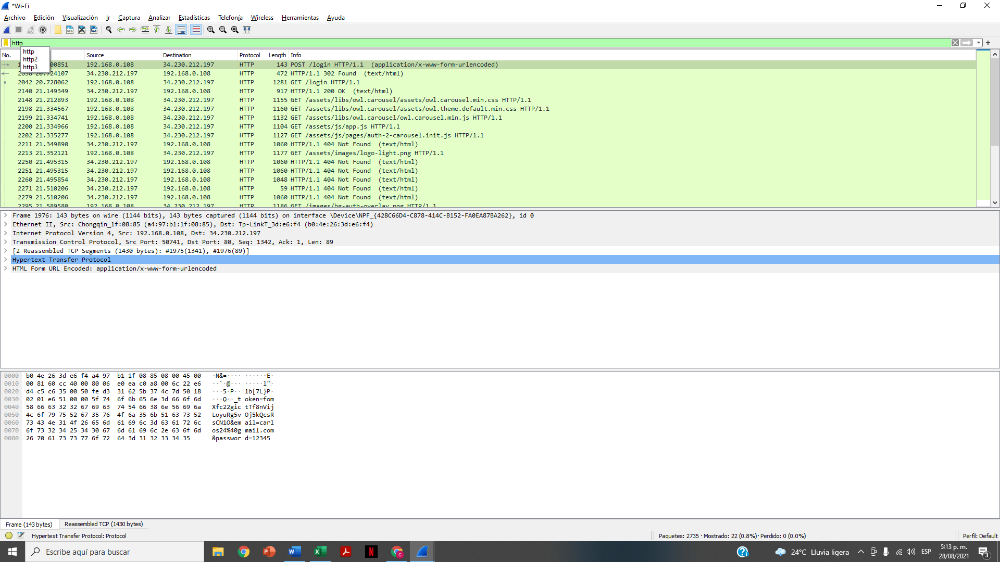 *Wi-Fi
Archivo Edición Visualización Ir Captura Analizar Estadísticas Telefonía Wireless Herramientas Ayuda
http
http
http2
http3
No. Source Destination Protocol Length Info
1 00851 192.168.0.108 34.230.212.197 HTTP 143 POST /login HTTP/1.1 (application/x-www-form-urlencoded)
2038 20.724107 34.230.212.197 192.168.0.108 HTTP 472 HTTP/1.1 302 Found (text/html)
2042 20.728062 192.168.0.108 34.230.212.197 HTTP 1281 GET /login HTTP/1.1
2140 21.149349 34.230.212.197 192.168.0.108 HTTP 917 HTTP/1.1 200 OK (text/html)
2148 21.212893 192.168.0.108 34.230.212.197 HTTP 1155 GET /assets/libs/owl.carousel/assets/owl.carousel.min.css HTTP/1.1
2198 21.334567 192.168.0.108 34.230.212.197 HTTP 1160 GET /assets/libs/owl.carousel/assets/owl.theme.default.min.css HTTP/1.1
2199 21.334741 192.168.0.108 34.230.212.197 HTTP 1132 GET /assets/libs/owl.carousel/owl.carousel.min.js HTTP/1.1
2200 21.334966 192.168.0.108 34.230.212.197 HTTP 1104 GET /assets/js/app.js HTTP/1.1
2202 21.335277 192.168.0.108 34.230.212.197 HTTP 1127 GET /assets/js/pages/auth-2-carousel.init.js HTTP/1.1
2211 21.349890 34.230.212.197 192.168.0.108 HTTP 1060 HTTP/1.1 404 Not Found (text/html)
2213 21.352121 192.168.0.108 34.230.212.197 HTTP 1177 GET /assets/images/logo-light.png HTTP/1.1
2250 21.495315 34.230.212.197 192.168.0.108 HTTP 1060 HTTP/1.1 404 Not Found (text/html)
2251 21.495315 34.230.212.197 192.168.0.108 HTTP 1060 HTTP/1.1 404 Not Found (text/html)
2260 21.495854 34.230.212.197 192.168.0.108 HTTP 1048 HTTP/1.1 404 Not Found (text/html)
2271 21.510206 34.230.212.197 192.168.0.108 HTTP 59 HTTP/1.1 404 Not Found (text/html)
2279 21.510206 34.230.212.197 192.168.0.108 HTTP 1060 HTTP/1.1 404 Not Found (text/html)
2295 21.589580 192.168.0.108 34.230.212.197 HTTP 1186 GET /images/bg-auth-overlay.png HTTP/1.1
Frame 1976: 143 bytes on wire (1144 bits), 143 bytes captured (1144 bits) on interface \Device\NPF_{428C66D4-C878-414C-B152-FA0EA87BA262}, id 0
Ethernet II, Src: Chongqin_1f:08:85 (a4:97:b1:1f:08:85), Dst: Tp-LinkT_3d:e6:f4 (b0:4e:26:3d:e6:f4)
Internet Protocol Version 4, Src: 192.168.0.108, Dst: 34.230.212.197
Transmission Control Protocol, Src Port: 50741, Dst Port: 80, Seq: 1342, Ack: 1, Len: 89
[2 Reassembled TCP Segments (1430 bytes): #1975(1341), #1976(89)]
Hypertext Transfer Protocol
HTML Form URL Encoded: application/x-www-form-urlencoded
0000 b0 4e 26 3d e6 f4 a4 97 b1 1f 08 85 08 00 45 00 ·N&=···· ······E·
0010 00 81 60 cc 40 00 80 06 e0 ea c0 a8 00 6c 22 e6 ··`·@··· ·····l"·
0020 d4 c5 c6 35 00 50 fe d3 31 62 5b 37 4c 7d 50 18 ···5·P·· 1b[7L}P·
0030 02 01 e6 51 00 00 5f 74 6f 6b 65 6e 3d 66 6f 6d ···Q··_t oken=fom
0040 58 66 63 32 32 67 69 63 74 54 66 38 6e 56 69 6a Xfc22gic tTf8nVij
0050 4c 6f 79 75 52 67 35 76 4f 6a 35 6b 51 63 73 52 LoyuRg5v Oj5kQcsR
0060 73 43 4e 31 4f 26 65 6d 61 69 6c 3d 63 61 72 6c sCN1O&em ail=carl
0070 6f 73 32 34 25 34 30 67 6d 61 69 6c 2e 63 6f 6d os24%40g mail.com
0080 26 70 61 73 73 77 6f 72 64 3d 31 32 33 34 35 &passwor d=12345
Frame (143 bytes) Reassembled TCP (1430 bytes)
Hypertext Transfer Protocol: Protocol Paquetes: 2735 · Mostrado: 22 (0.8%) · Perdido: 0 (0.0%) Perfil: Default
Escribe aquí para buscar 24°C Lluvia ligera ESP 5:13 p. m.
28/08/2021 3